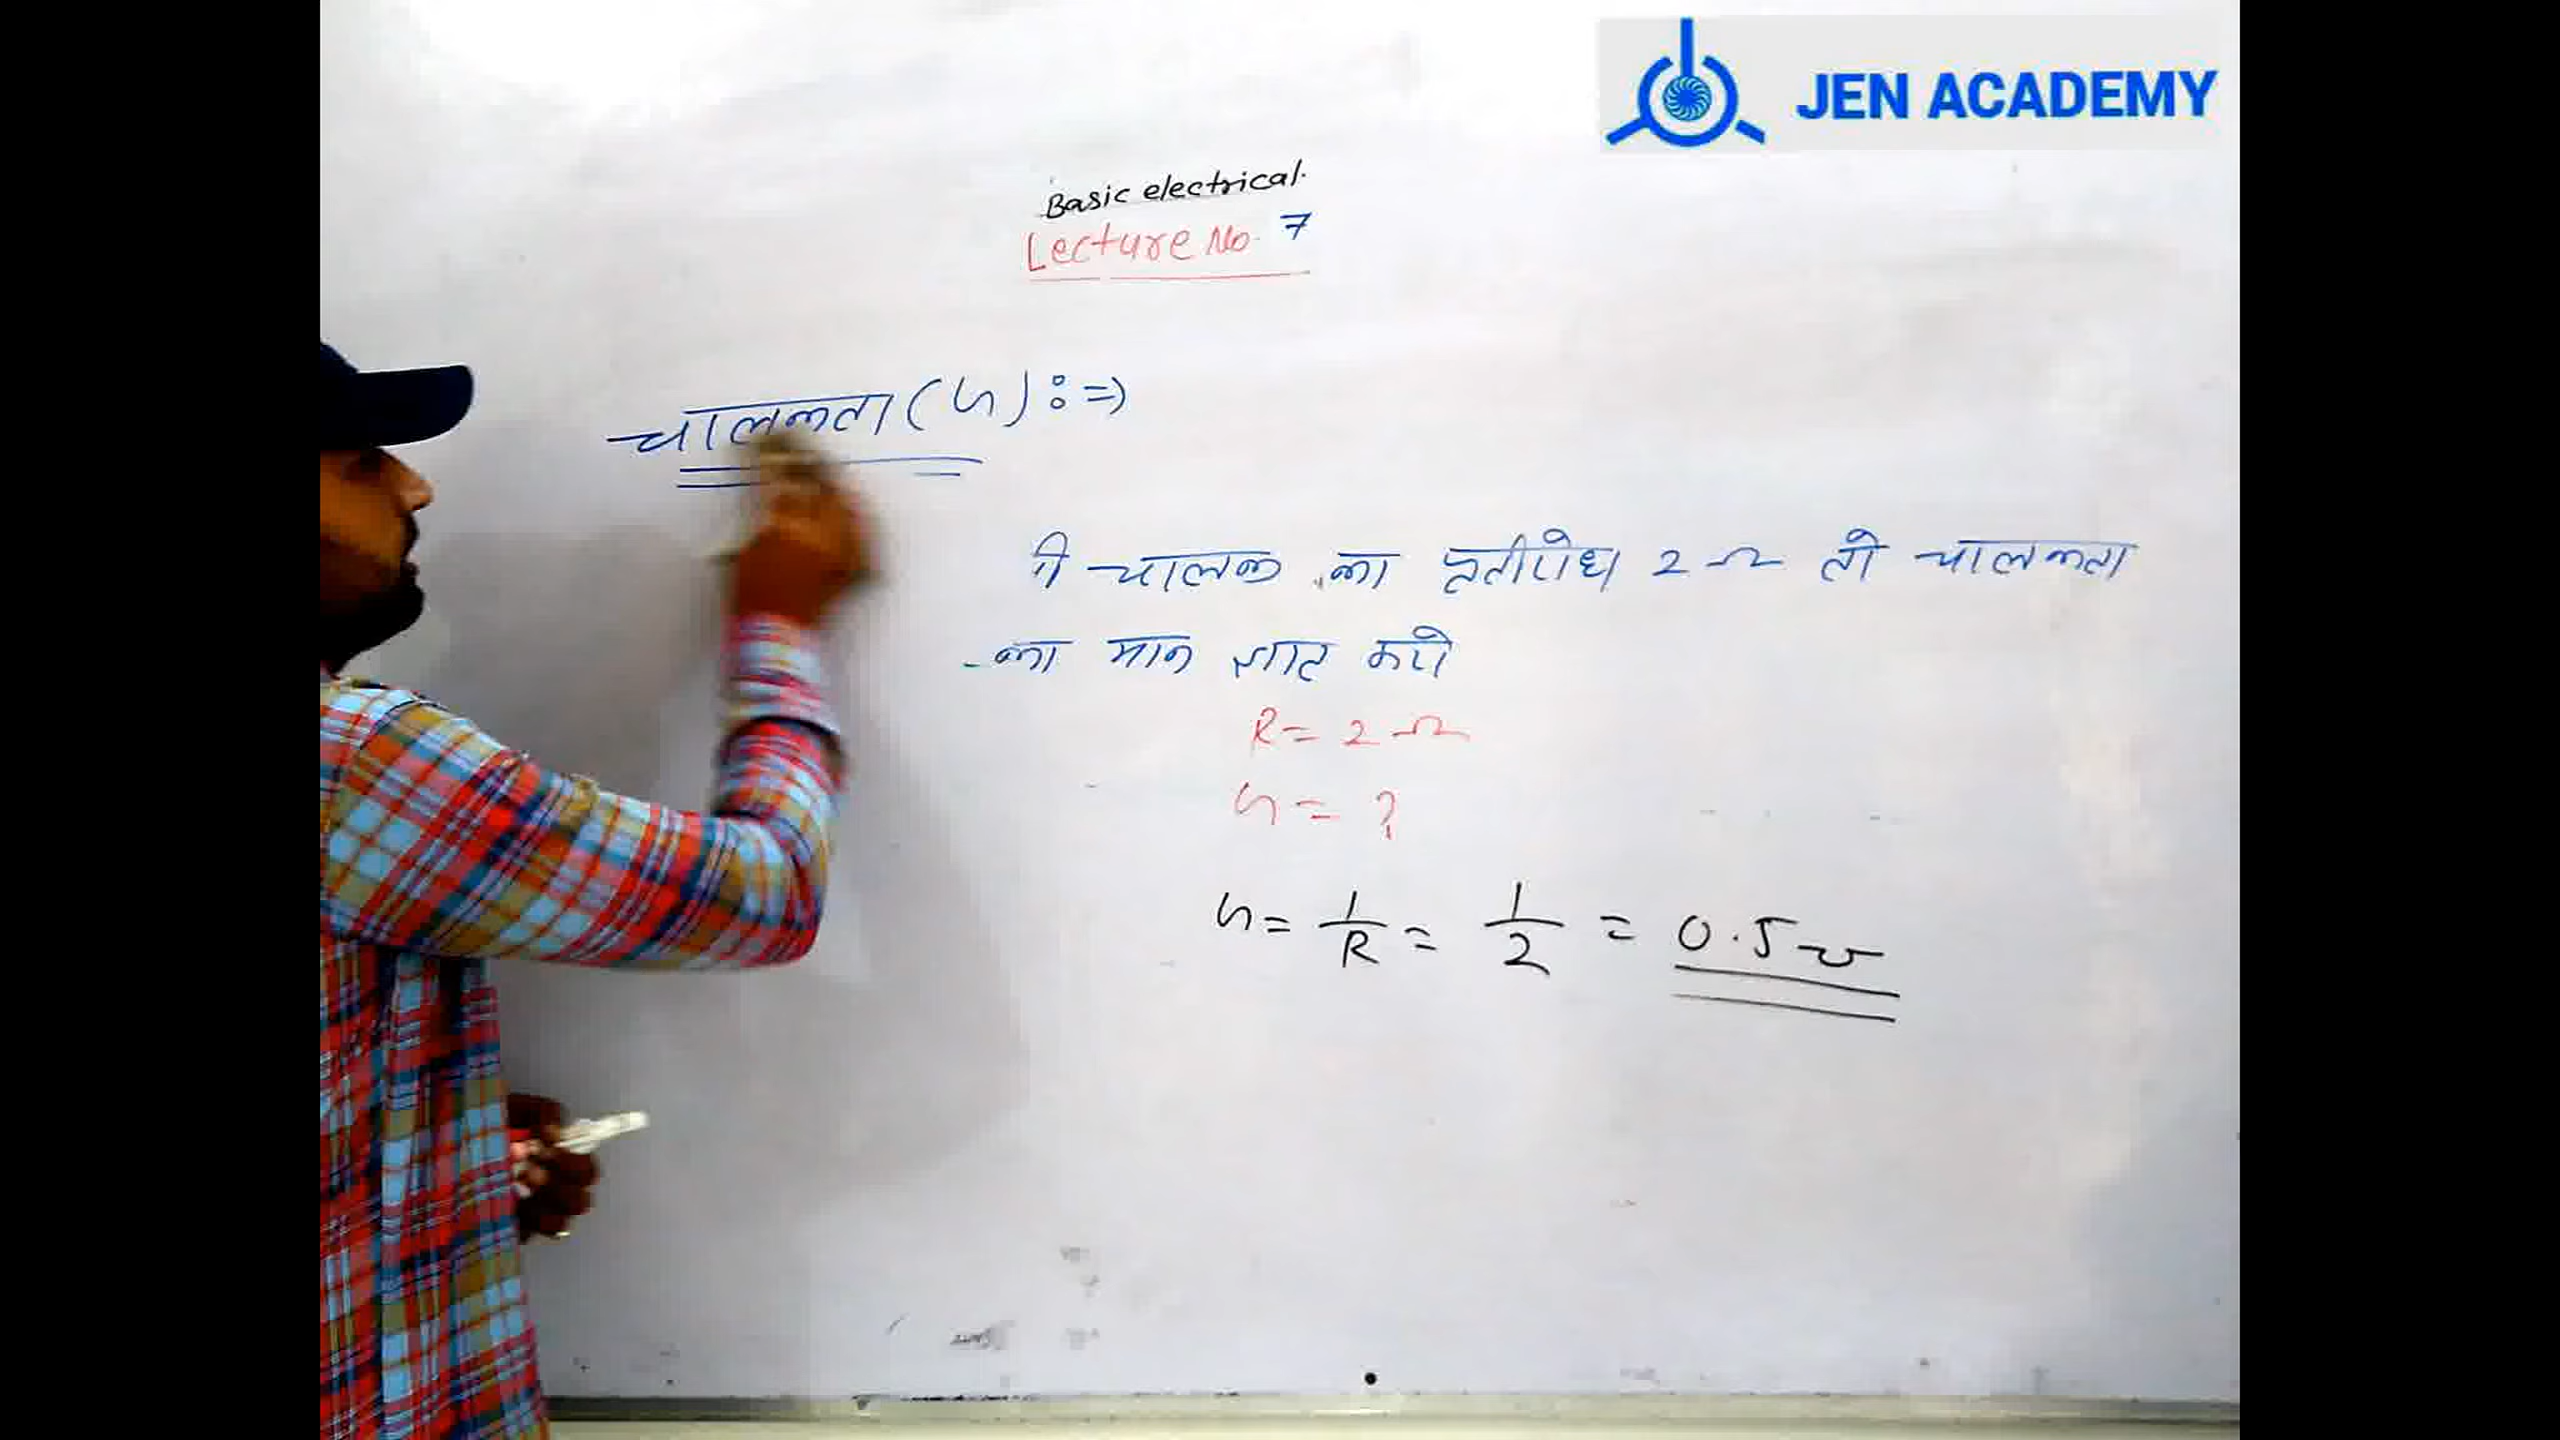 JEN ACADEMY
Basic electrical.
Lecture No. 7
चालकता (G) : =>
चालक का प्रतीरोध 2 Ω तो चालकता
का मान ज्ञात करो
R = 2 Ω
G = ?
G = 1/R = 1/2 = 0.5 ℧